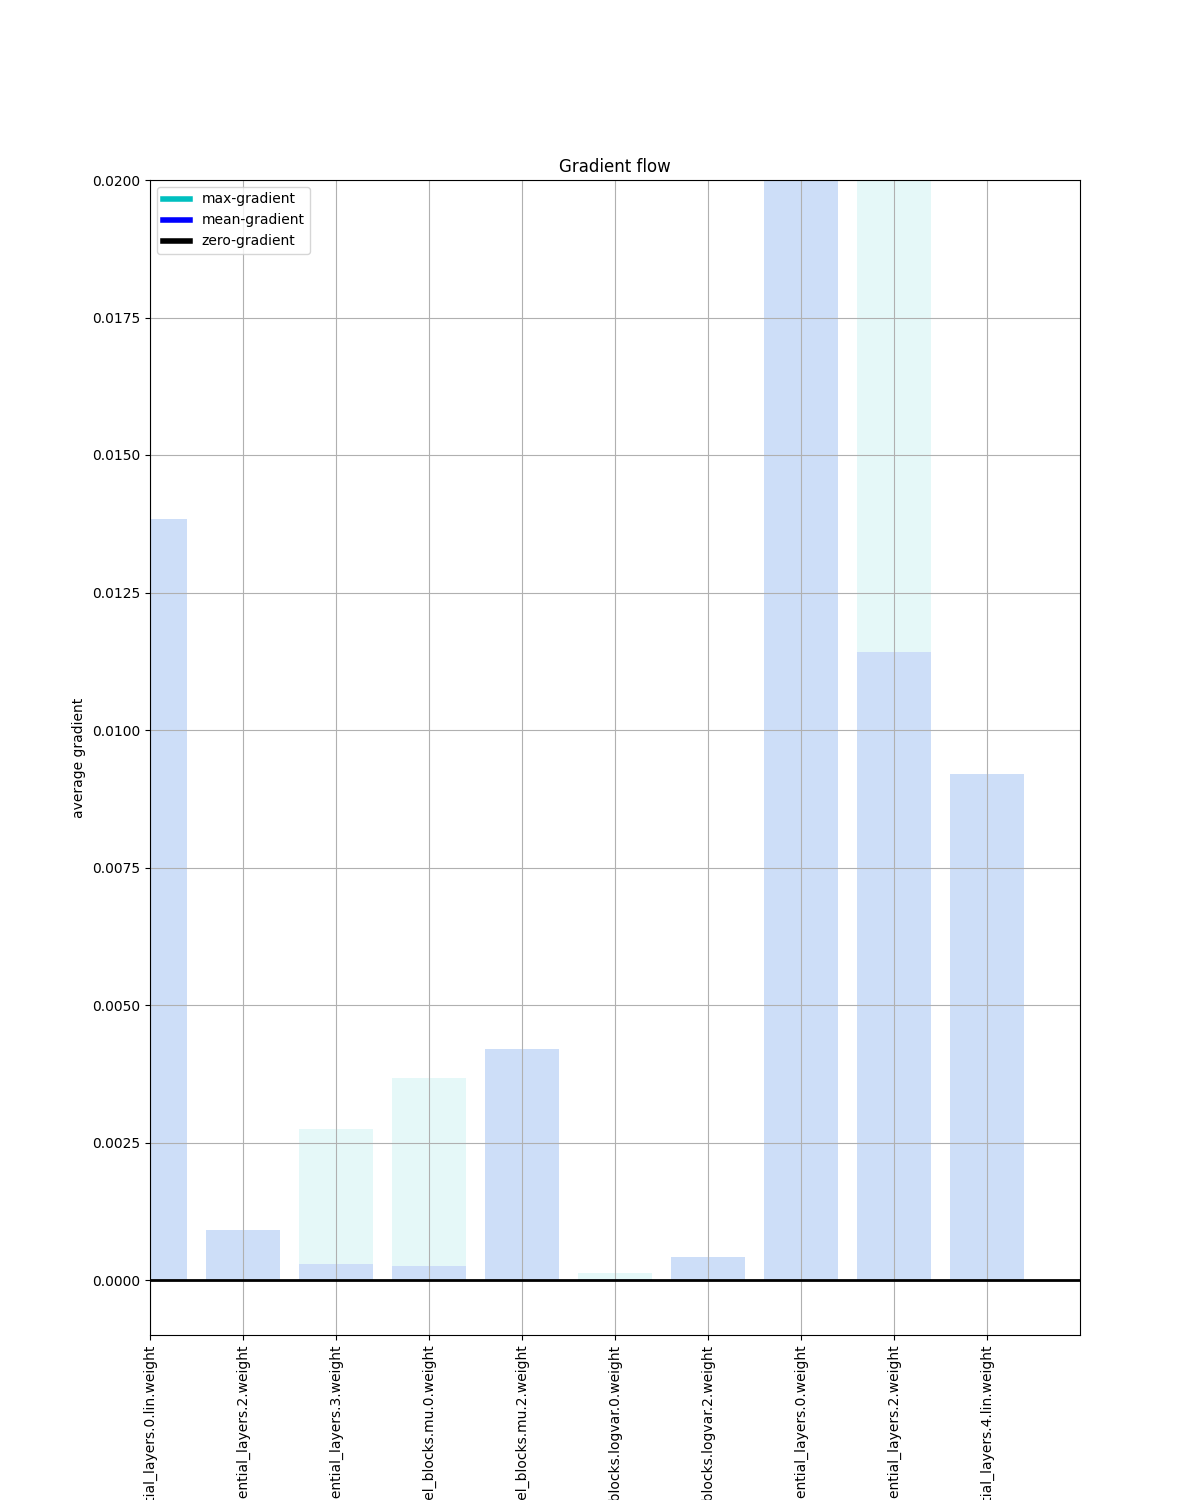 Gradient flow
max-gradient
mean-gradient
zero-gradient
average gradient
0.0200
0.0175
0.0150
0.0125
0.0100
0.0075
0.0050
0.0025
0.0000
tial_layers.0.lin.weight
ential_layers.2.weight
ential_layers.3.weight
el_blocks.mu.0.weight
el_blocks.mu.2.weight
blocks.logvar.0.weight
blocks.logvar.2.weight
ential_layers.0.weight
ential_layers.2.weight
tial_layers.4.lin.weight